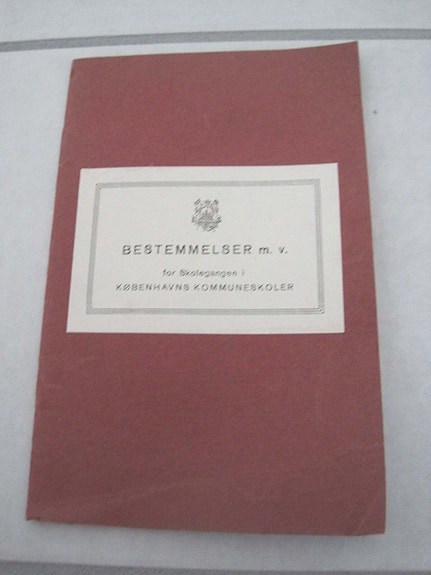 BESTEMMELSER m. v.
for Skolegangen i
KØBENHAVNS KOMMUNESKOLER